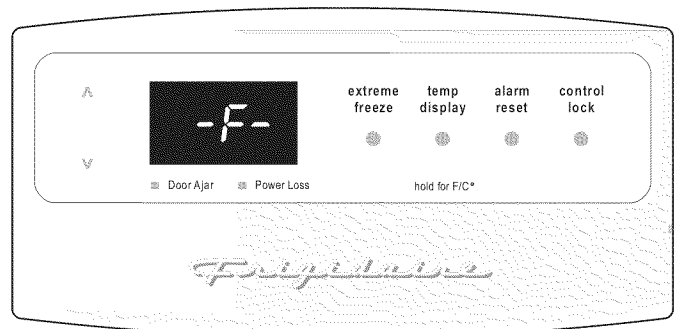 extreme freeze
temp display
alarm reset
control lock
-F-
Door Ajar
Power Loss
hold for F/C°
Frigidaire